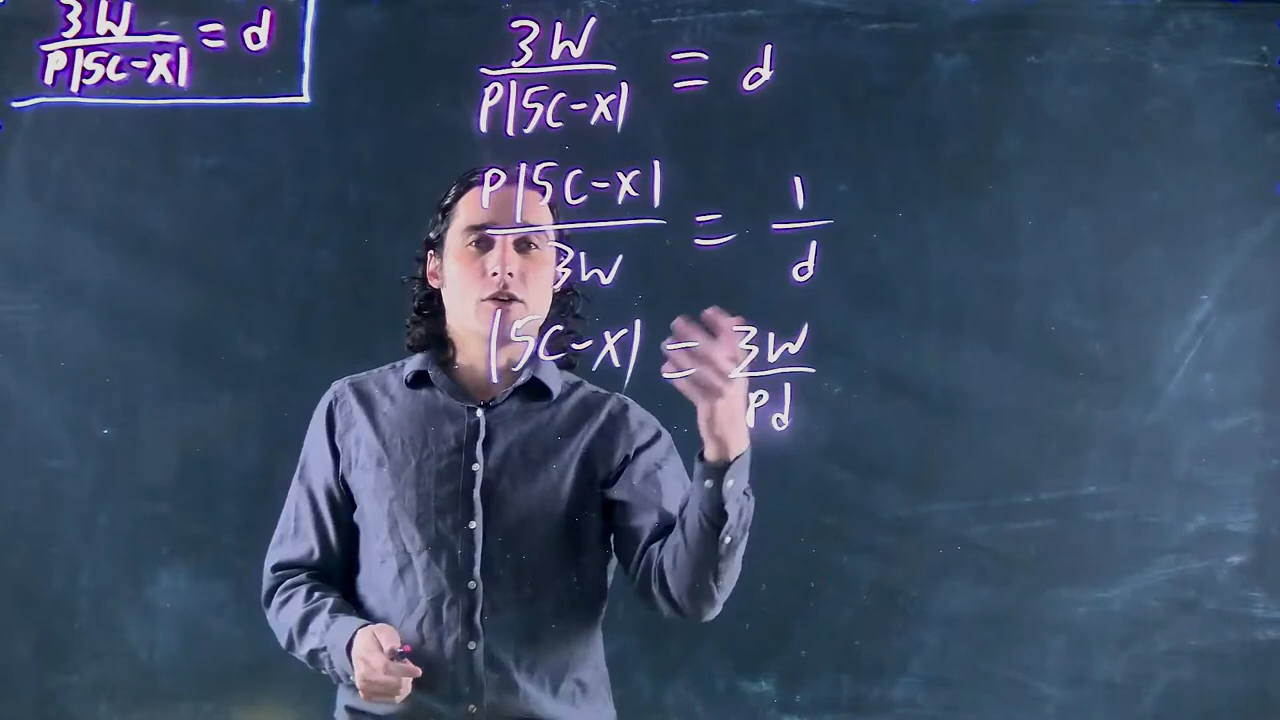 3W
P|5C-X| = d
3W
P|5C-X| = d
P|5C-X|
3W = 1
d
|5C-X| = 3W
Pd